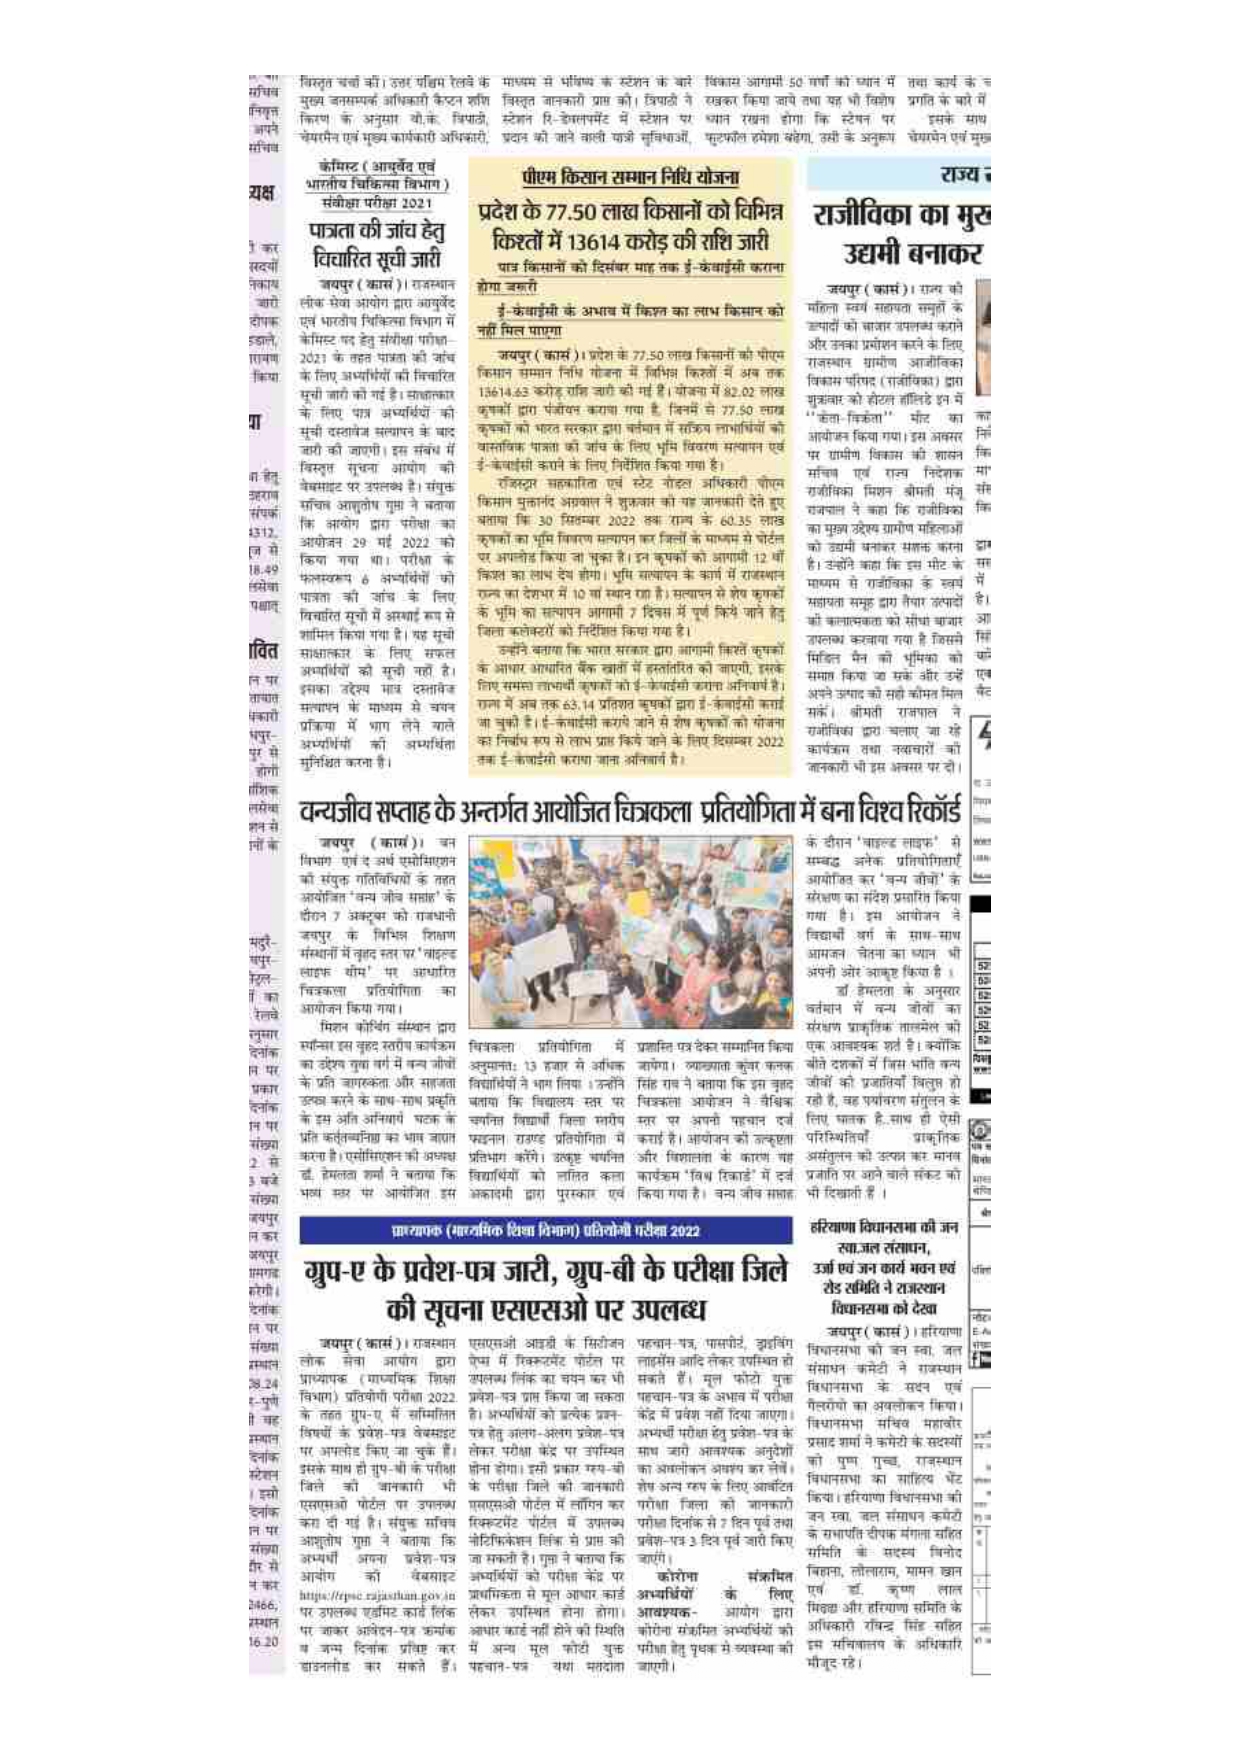 विस्तृत चर्चा की। उत्तर पश्चिम रेलवे के
मुख्य जनसम्पर्क अधिकारी कैप्टन शशि
किरण के अनुसार वी.के. त्रिपाठी,
चेयरमैन एवं मुख्य कार्यकारी अधिकारी,
माध्यम से भविष्य के स्टेशन के बारे
विस्तृत जानकारी प्राप्त की। त्रिपाठी ने
स्टेशन रि-डेवलपमेंट में स्टेशन पर
प्रदान की जाने वाली यात्री सुविधाओं,
विकास आगामी 50 वर्षों को ध्यान में
रखकर किया जाये तथा यह भी विशेष
ध्यान रखना होगा कि स्टेशन पर
फुटफॉल हमेशा बढ़ेगा, उसी के अनुरूप
तथा कार्य के
प्रगति के बारे में
इसके साथ
चेयरमैन एवं मुख्य
केमिस्ट ( आयुर्वेद एवं
भारतीय चिकित्सा विभाग )
संवीक्षा परीक्षा 2021
पात्रता की जांच हेतु
विचारित सूची जारी
जयपुर ( कासं )। राजस्थान
लोक सेवा आयोग द्वारा आयुर्वेद
एवं भारतीय चिकित्सा विभाग में
केमिस्ट पद हेतु संवीक्षा परीक्षा-
2021 के तहत पात्रता की जांच
के लिए अभ्यर्थियों की विचारित
सूची जारी की गई है। साक्षात्कार
के लिए पात्र अभ्यर्थियों की
सूची दस्तावेज सत्यापन के बाद
जारी की जाएगी। इस संबंध में
विस्तृत सूचना आयोग की
वेबसाइट पर उपलब्ध है। संयुक्त
सचिव आशुतोष गुप्ता ने बताया
कि आयोग द्वारा परीक्षा का
आयोजन 29 मई 2022 को
किया गया था। परीक्षा के
फलस्वरूप 6 अभ्यर्थियों को
पात्रता की जांच के लिए
विचारित सूची में अस्थाई रूप से
शामिल किया गया है। यह सूची
साक्षात्कार के लिए सफल
अभ्यर्थियों की सूची नहीं है।
इसका उद्देश्य मात्र दस्तावेज
सत्यापन के माध्यम से चयन
प्रक्रिया में भाग लेने वाले
अभ्यर्थियों की अभ्यर्थिता
सुनिश्चित करना है।
पीएम किसान सम्मान निधि योजना
प्रदेश के 77.50 लाख किसानों को विभिन्न
किश्तों में 13614 करोड़ की राशि जारी
पात्र किसानों को दिसंबर माह तक ई-केवाईसी कराना
होगा जरूरी
ई-केवाईसी के अभाव में किश्त का लाभ किसान को
नहीं मिल पाएगा
जयपुर ( कासं )। प्रदेश के 77.50 लाख किसानों को पीएम
किसान सम्मान निधि योजना में विभिन्न किश्तों में अब तक
13614.63 करोड़ राशि जारी की गई हैं। योजना में 82.02 लाख
कृषकों द्वारा पंजीयन कराया गया है, जिनमें से 77.50 लाख
कृषकों को भारत सरकार द्वारा वर्तमान में सक्रिय लाभार्थियों की
वास्तविक पात्रता की जांच के लिए भूमि विवरण सत्यापन एवं
ई-केवाईसी कराने के लिए निर्देशित किया गया है।
रजिस्ट्रार सहकारिता एवं स्टेट नोडल अधिकारी पीएम
किसान मुक्तानंद अग्रवाल ने शुक्रवार को यह जानकारी देते हुए
बताया कि 30 सितम्बर 2022 तक राज्य के 60.35 लाख
कृषकों का भूमि विवरण सत्यापन कर जिलों के माध्यम से पोर्टल
पर अपलोड किया जा चुका है। इन कृषकों को आगामी 12 वीं
किश्त का लाभ देय होगा। भूमि सत्यापन के कार्य में राजस्थान
राज्य का देशभर में 10 वां स्थान रहा है। सत्यापन से शेष कृषकों
के भूमि का सत्यापन आगामी 7 दिवस में पूर्ण किये जाने हेतु
जिला कलेक्टरों को निर्देशित किया गया है।
उन्होंने बताया कि भारत सरकार द्वारा आगामी किश्तें कृषकों
के आधार आधारित बैंक खातों में हस्तांतरित की जाएगी, इसके
लिए समस्त लाभार्थी कृषकों को ई-केवाईसी कराना अनिवार्य है।
राज्य में अब तक 63.14 प्रतिशत कृषकों द्वारा ई-केवाईसी कराई
जा चुकी है। ई-केवाईसी कराये जाने से शेष कृषकों को योजना
का निर्बाध रूप से लाभ प्राप्त किये जाने के लिए दिसम्बर 2022
तक ई-केवाईसी कराया जाना अनिवार्य है।
राज्य
राजीविका का मुख
उद्यमी बनाकर
जयपुर ( कासं )। राज्य की
महिला स्वयं सहायता समूहों के
उत्पादों को बाजार उपलब्ध कराने
और उनका प्रमोशन करने के लिए
राजस्थान ग्रामीण आजीविका
विकास परिषद (राजीविका) द्वारा
शुक्रवार को होटल हॉलिडे इन में
''क्रेता-विक्रेता'' मीट का
आयोजन किया गया। इस अवसर
पर ग्रामीण विकास की शासन
सचिव एवं राज्य निदेशक
राजीविका मिशन श्रीमती मंजू
राजपाल ने कहा कि राजीविका
का मुख्य उद्देश्य ग्रामीण महिलाओं
को उद्यमी बनाकर सशक्त करना
है। उन्होंने कहा कि इस मीट के
माध्यम से राजीविका के स्वयं
सहायता समूह द्वारा तैयार उत्पादों
की कलात्मकता को सीधा बाजार
उपलब्ध करवाया गया है जिससे
मिडिल मैन की भूमिका को
समाप्त किया जा सके और उन्हें
अपने उत्पाद की सही कीमत मिल
सके। श्रीमती राजपाल ने
राजीविका द्वारा चलाए जा रहे
कार्यक्रम तथा नवाचारों की
जानकारी भी इस अवसर पर दी।
वन्यजीव सप्ताह के अन्तर्गत आयोजित चित्रकला प्रतियोगिता में बना विश्व रिकॉर्ड
जयपुर (कासं)। वन
विभाग एवं द अर्थ एसोसिएशन
की संयुक्त गतिविधियों के तहत
आयोजित 'वन्य जीव सप्ताह' के
दौरान 7 अक्टूबर को राजधानी
जयपुर के विभिन्न शिक्षण
संस्थानों में वृहद स्तर पर 'वाइल्ड
लाइफ थीम' पर आधारित
चित्रकला प्रतियोगिता का
आयोजन किया गया।
मिशन कोचिंग संस्थान द्वारा
स्पॉन्सर इस वृहद स्तरीय कार्यक्रम
का उद्देश्य युवा वर्ग में वन्य जीवों
के प्रति जागरुकता और सहजता
उत्पन्न करने के साथ-साथ प्रकृति
के इस अति अनिवार्य घटक के
प्रति कर्तृत्वनिष्ठा का भाव जाग्रत
करना है। एसोसिएशन की अध्यक्ष
डॉ. हेमलता शर्मा ने बताया कि
भव्य स्तर पर आयोजित इस
चित्रकला प्रतियोगिता में
अनुमानत: 13 हजार से अधिक
विद्यार्थियों ने भाग लिया । उन्होंने
बताया कि विद्यालय स्तर पर
चयनित विद्यार्थी जिला स्तरीय
फाइनल राउण्ड प्रतियोगिता में
प्रतिभाग करेंगे। उत्कृष्ट चयनित
विद्यार्थियों को ललित कला
अकादमी द्वारा पुरस्कार एवं
प्रशस्ति पत्र देकर सम्मानित किया
जायेगा। व्याख्याता कुंवर कनक
सिंह राव ने बताया कि इस वृहद
चित्रकला आयोजन ने वैश्विक
स्तर पर अपनी पहचान दर्ज
कराई है। आयोजन की उत्कृष्टता
और विशालता के कारण यह
कार्यक्रम 'विश्व रिकार्ड' में दर्ज
किया गया है। वन्य जीव सप्ताह
के दौरान 'वाइल्ड लाइफ' से
सम्बद्ध अनेक प्रतियोगिताएँ
आयोजित कर 'वन्य जीवों' के
संरक्षण का संदेश प्रसारित किया
गया है। इस आयोजन ने
विद्यार्थी वर्ग के साथ-साथ
आमजन चेतना का ध्यान भी
अपनी ओर आकृष्ट किया है ।
डॉ हेमलता के अनुसार
वर्तमान में वन्य जीवों का
संरक्षण प्राकृतिक तालमेल की
एक आवश्यक शर्त है। क्योंकि
बीते दशकों में जिस भांति वन्य
जीवों की प्रजातियां विलुप्त हो
रही है, वह पर्यावरण संतुलन के
लिए घातक है..साथ ही ऐसी
परिस्थितियाँ प्राकृतिक
असंतुलन को उत्पन्न कर मानव
प्रजाति पर आने वाले संकट को
भी दिखाती हैं ।
प्राध्यापक (माध्यमिक शिक्षा विभाग) प्रतियोगी परीक्षा 2022
ग्रुप-ए के प्रवेश-पत्र जारी, ग्रुप-बी के परीक्षा जिले
की सूचना एसएसओ पर उपलब्ध
जयपुर ( कासं )। राजस्थान
लोक सेवा आयोग द्वारा
प्राध्यापक (माध्यमिक शिक्षा
विभाग) प्रतियोगी परीक्षा 2022
के तहत ग्रुप-ए में सम्मिलित
विषयों के प्रवेश-पत्र वेबसाइट
पर अपलोड किए जा चुके हैं।
इसके साथ ही ग्रुप-बी के परीक्षा
जिले की जानकारी भी
एसएसओ पोर्टल पर उपलब्ध
करा दी गई है। संयुक्त सचिव
आशुतोष गुप्ता ने बताया कि
अभ्यर्थी अपना प्रवेश-पत्र
आयोग की वेबसाइट
https://rpsc.rajasthan.gov.in
पर उपलब्ध एडमिट कार्ड लिंक
पर जाकर आवेदन-पत्र क्रमांक
व जन्म दिनांक प्रविष्ट कर
डाउनलोड कर सकते हैं।
एसएसओ आइडी के सिटीजन
ऐप्स में रिक्रूटमेंट पोर्टल पर
उपलब्ध लिंक का चयन कर भी
प्रवेश-पत्र प्राप्त किया जा सकता
है। अभ्यर्थियों को प्रत्येक प्रश्न-
पत्र हेतु अलग-अलग प्रवेश-पत्र
लेकर परीक्षा केंद्र पर उपस्थित
होना होगा। इसी प्रकार ग्रुप-बी
के परीक्षा जिले की जानकारी
एसएसओ पोर्टल में लॉगिन कर
रिक्रूटमेंट पोर्टल में उपलब्ध
नोटिफिकेशन लिंक से प्राप्त की
जा सकती है। गुप्ता ने बताया कि
अभ्यर्थियों को परीक्षा केंद्र पर
प्राथमिकता से मूल आधार कार्ड
लेकर उपस्थित होना होगा।
आधार कार्ड नहीं होने की स्थिति
में अन्य मूल फोटो युक्त
पहचान-पत्र यथा मतदाता
पहचान-पत्र, पासपोर्ट, ड्राइविंग
लाइसेंस आदि लेकर उपस्थित हो
सकते हैं। मूल फोटो युक्त
पहचान-पत्र के अभाव में परीक्षा
केंद्र में प्रवेश नहीं दिया जाएगा।
अभ्यर्थी परीक्षा हेतु प्रवेश-पत्र के
साथ जारी आवश्यक अनुदेशों
का अवलोकन अवश्य कर लेवें।
शेष अन्य ग्रुप के लिए आवंटित
परीक्षा जिला की जानकारी
परीक्षा दिनांक से 7 दिन पूर्व तथा
प्रवेश-पत्र 3 दिन पूर्व जारी किए
जाएंगे।
कोरोना संक्रमित
अभ्यर्थियों के लिए
आवश्यक- आयोग द्वारा
कोरोना संक्रमित अभ्यर्थियों की
परीक्षा हेतु पृथक से व्यवस्था की
जाएगी।
हरियाणा विधानसभा की जन
स्वा.जल संसाधन,
उर्जा एवं जन कार्य भवन एवं
रोड समिति ने राजस्थान
विधानसभा को देखा
जयपुर ( कासं )। हरियाणा
विधानसभा की जन स्वा. जल
संसाधन कमेटी ने राजस्थान
विधानसभा के सदन एवं
गैलरीयो का अवलोकन किया।
विधानसभा सचिव महावीर
प्रसाद शर्मा ने कमेटी के सदस्यों
को पुष्प गुच्छ, राजस्थान
विधानसभा का साहित्य भेंट
किया। हरियाणा विधानसभा की
जन स्वा. जल संसाधन कमेटी
के सभापति दीपक मंगला सहित
समिति के सदस्य विनोद
एवं डॉ. कृष्ण लाल
मिड्ढा और हरियाणा समिति के
अधिकारी रविन्द्र सिंह सहित
इस सचिवालय के अधिकारि
मौजूद रहे।